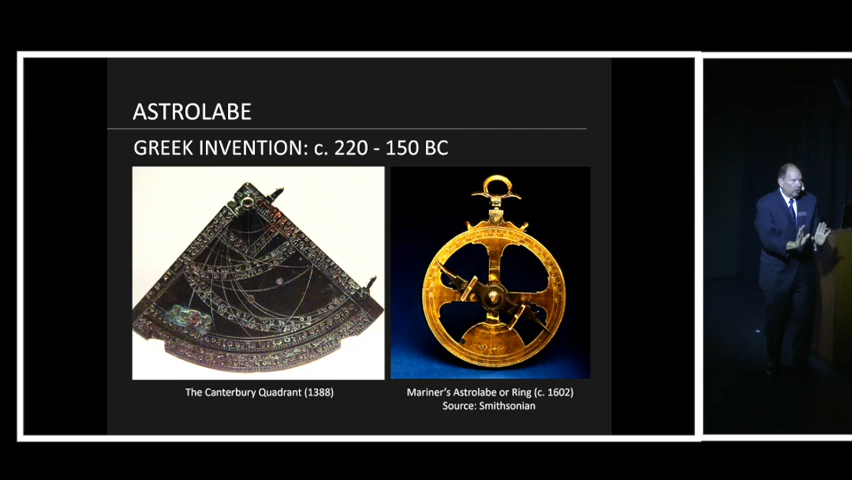 ASTROLABE
GREEK INVENTION: c. 220 - 150 BC
The Canterbury Quadrant (1388)
Mariner's Astrolabe or Ring (c. 1602)
Source: Smithsonian